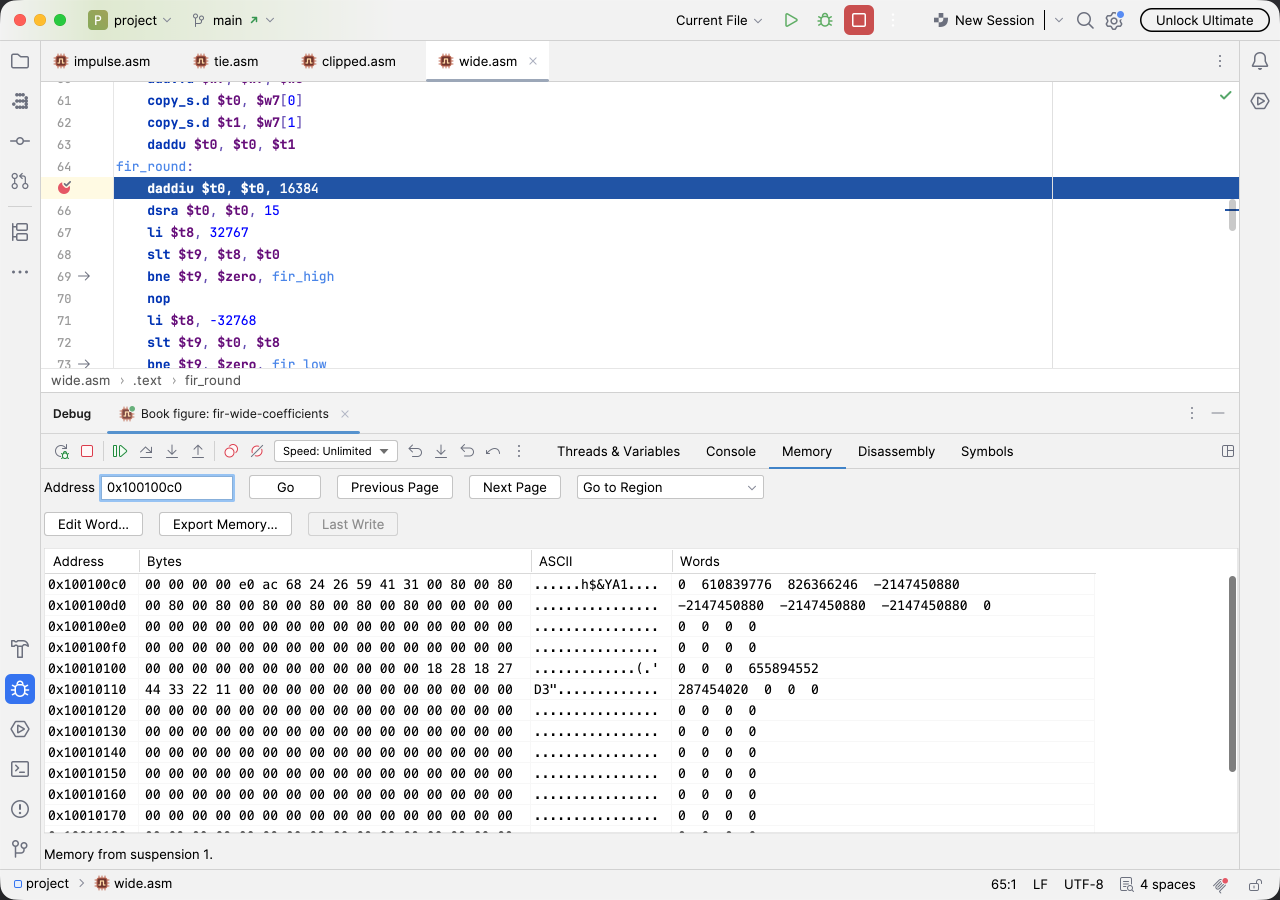 P project main Current File New Session Unlock Ultimate
impulse.asm tie.asm clipped.asm wide.asm
61 copy_s.d $t0, $w7[0]
62 copy_s.d $t1, $w7[1]
63 daddu $t0, $t0, $t1
64 fir_round:
daddiu $t0, $t0, 16384
66 dsra $t0, $t0, 15
67 li $t8, 32767
68 slt $t9, $t8, $t0
69 bne $t9, $zero, fir_high
70 nop
71 li $t8, -32768
72 slt $t9, $t0, $t8
73 bne $t9, $zero, fir_low
wide.asm › .text › fir_round
Debug Book figure: fir-wide-coefficients
Speed: Unlimited Threads & Variables Console Memory Disassembly Symbols
Address 0x100100c0 Go Previous Page Next Page Go to Region
Edit Word... Export Memory... Last Write
Address Bytes ASCII Words
0x100100c0 00 00 00 00 e0 ac 68 24 26 59 41 31 00 80 00 80 ......h$&YA1.... 0 610839776 826366246 -2147450880
0x100100d0 00 80 00 80 00 80 00 80 00 80 00 80 00 00 00 00 ................ -2147450880 -2147450880 -2147450880 0
0x100100e0 00 00 00 00 00 00 00 00 00 00 00 00 00 00 00 00 ................ 0 0 0 0
0x100100f0 00 00 00 00 00 00 00 00 00 00 00 00 00 00 00 00 ................ 0 0 0 0
0x10010100 00 00 00 00 00 00 00 00 00 00 00 00 18 28 18 27 .............(.' 0 0 0 655894552
0x10010110 44 33 22 11 00 00 00 00 00 00 00 00 00 00 00 00 D3"............. 287454020 0 0 0
0x10010120 00 00 00 00 00 00 00 00 00 00 00 00 00 00 00 00 ................ 0 0 0 0
0x10010130 00 00 00 00 00 00 00 00 00 00 00 00 00 00 00 00 ................ 0 0 0 0
0x10010140 00 00 00 00 00 00 00 00 00 00 00 00 00 00 00 00 ................ 0 0 0 0
0x10010150 00 00 00 00 00 00 00 00 00 00 00 00 00 00 00 00 ................ 0 0 0 0
0x10010160 00 00 00 00 00 00 00 00 00 00 00 00 00 00 00 00 ................ 0 0 0 0
0x10010170 00 00 00 00 00 00 00 00 00 00 00 00 00 00 00 00 ................ 0 0 0 0
Memory from suspension 1.
project › wide.asm 65:1 LF UTF-8 4 spaces